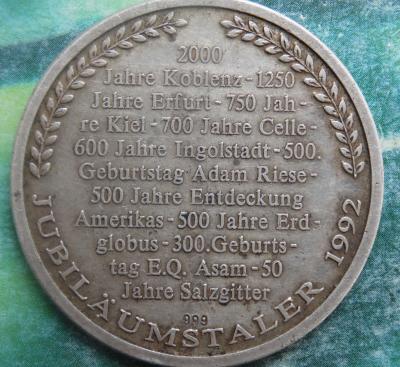 2000
Jahre Koblenz-1250
Jahre Erfurt-750 Jah-
re Kiel-700 Jahre Celle-
600 Jahre Ingolstadt-500.
Geburtstag Adam Riese-
500 Jahre Entdeckung
Amerikas-500 Jahre Erd-
globus-300.Geburts-
tag E.Q. Asam-50
Jahre Salzgitter
999
JUBILÄUMSTALER 1992